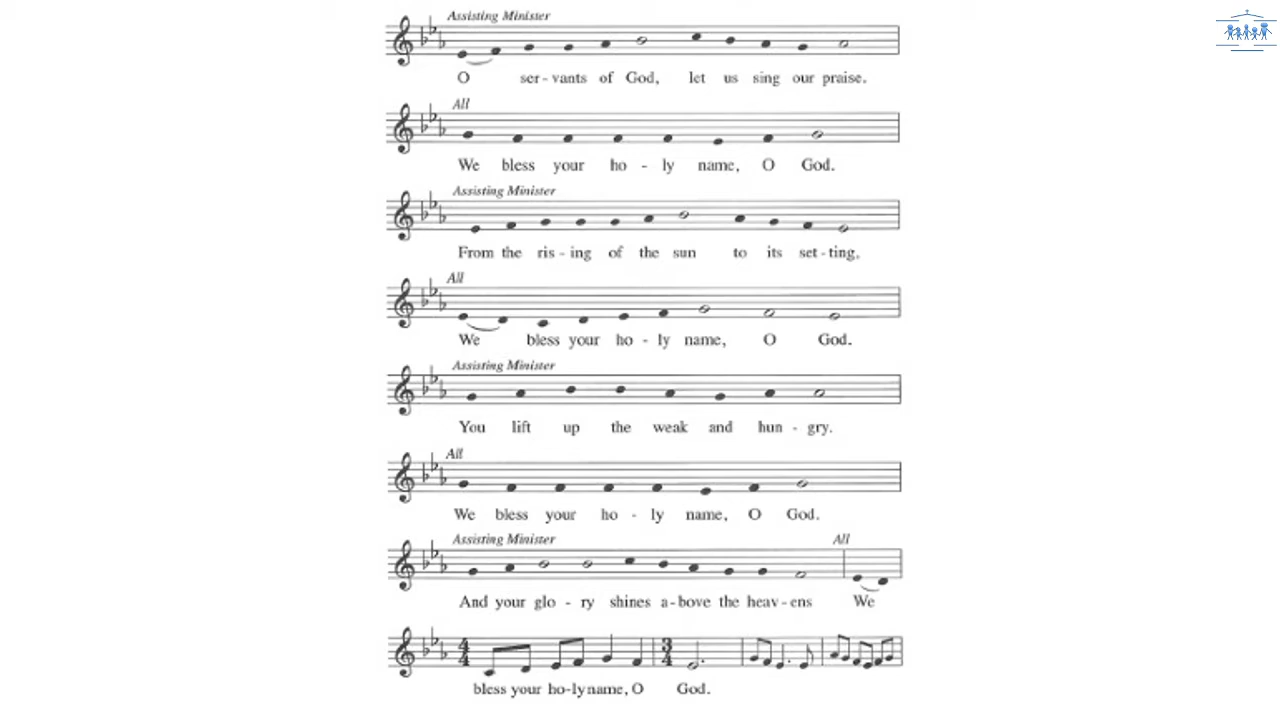 Assisting Minister
O ser - vants of God, let us sing our praise.
All
We bless your ho - ly name, O God.
Assisting Minister
From the ris - ing of the sun to its set - ting,
All
We bless your ho - ly name, O God.
Assisting Minister
You lift up the weak and hun - gry.
All
We bless your ho - ly name, O God.
Assisting Minister All
And your glo - ry shines a - bove the heav - ens We
4 4 3 4
bless your ho-ly name, O God.